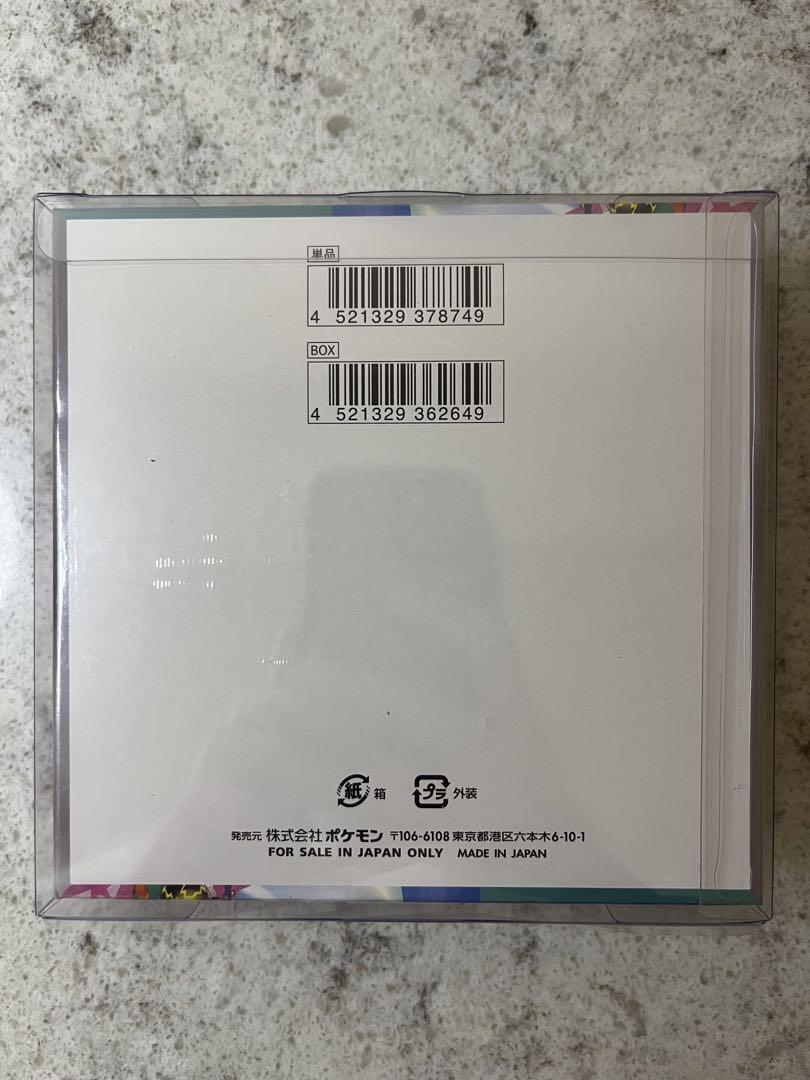 単品
4 521329 378749
BOX
4 521329 362649
紙 箱 プラ 外装
発売元 株式会社 ポケモン 〒106-6108 東京都港区六本木6-10-1
FOR SALE IN JAPAN ONLY MADE IN JAPAN